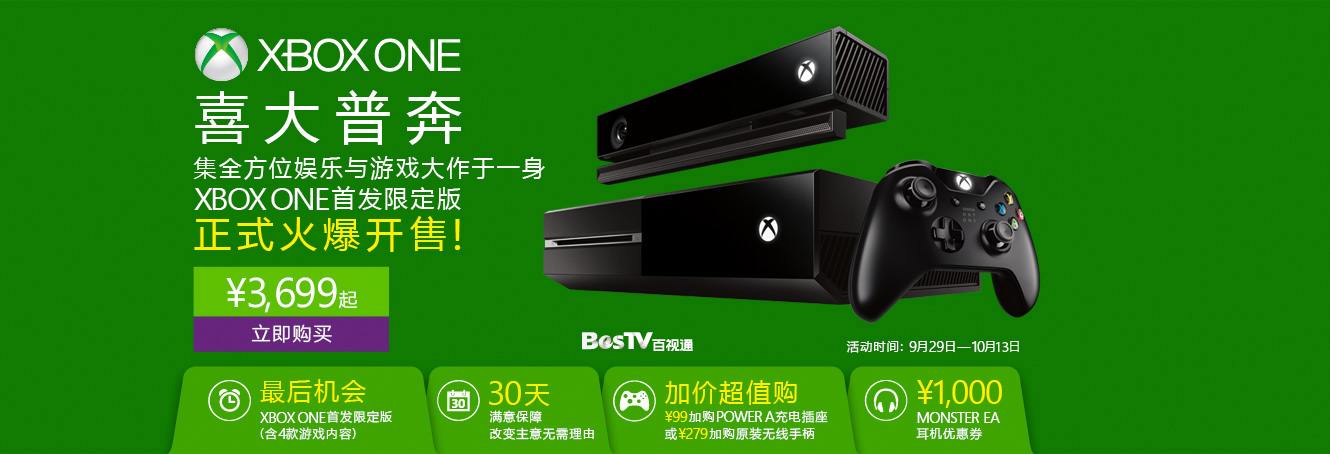 XBOX ONE
喜大普奔
集全方位娱乐与游戏大作于一身
XBOX ONE首发限定版
正式火爆开售!
¥3,699起
立即购买
BesTV百视通
活动时间：9月29日—10月13日
最后机会
XBOX ONE首发限定版
(含4款游戏内容)
30
30天
满意保障
改变主意无需理由
加价超值购
¥99加购POWER A充电插座
或¥279加购原装无线手柄
¥1,000
MONSTER EA
耳机优惠券